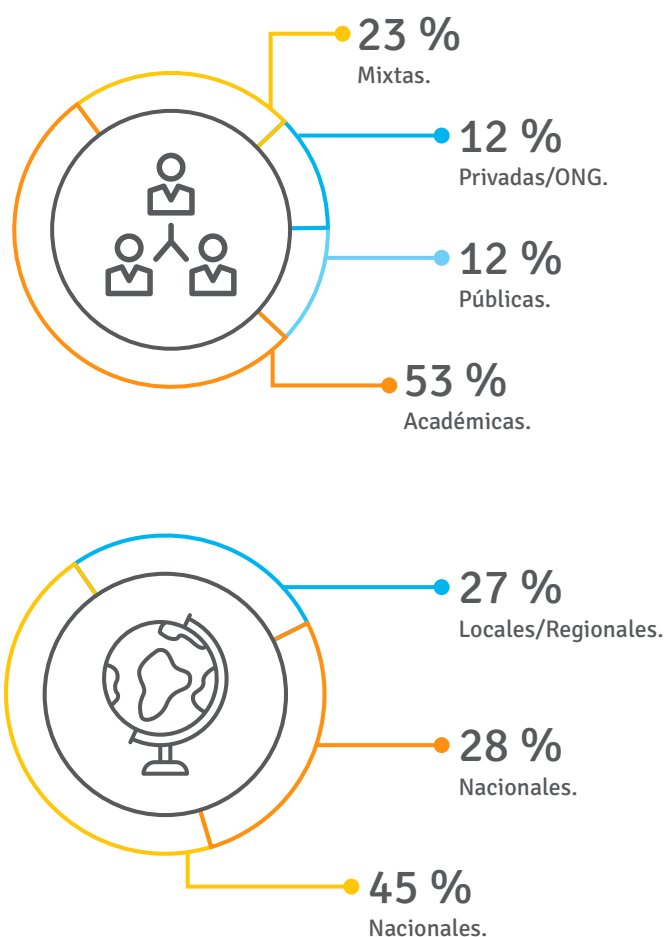 23 %
Mixtas.
12 %
Privadas/ONG.
12 %
Públicas.
53 %
Académicas.
27 %
Locales/Regionales.
28 %
Nacionales.
45 %
Nacionales.